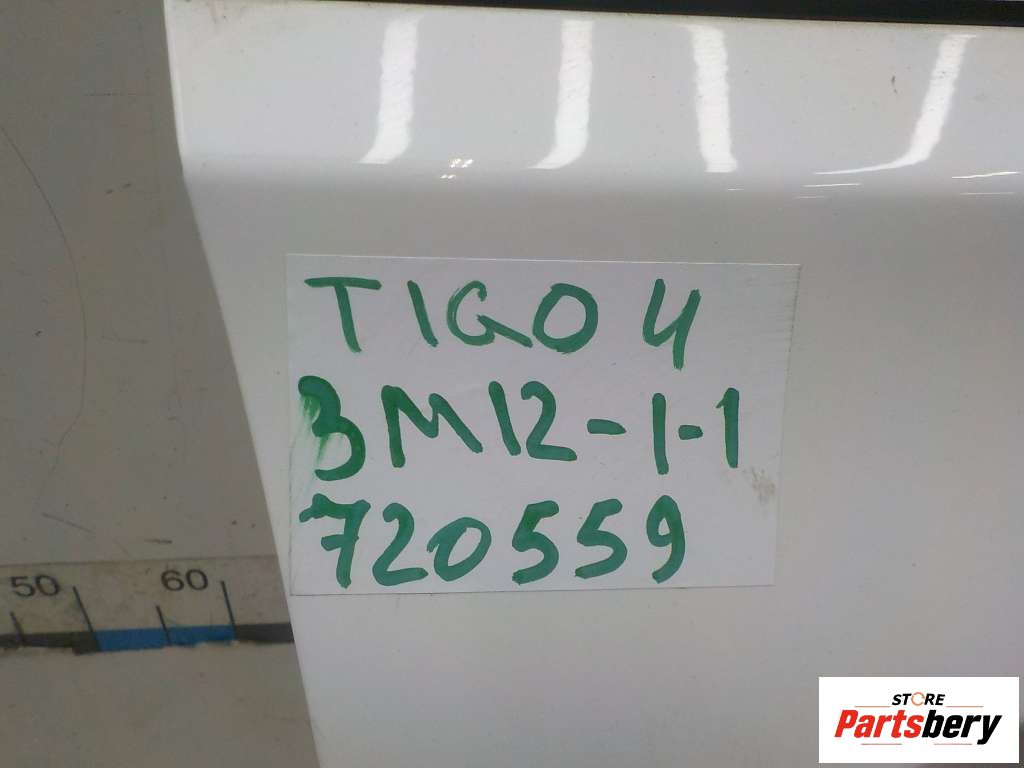 TIGO 4
3M12-1-1
720559
50 60
STORE
Partsbery